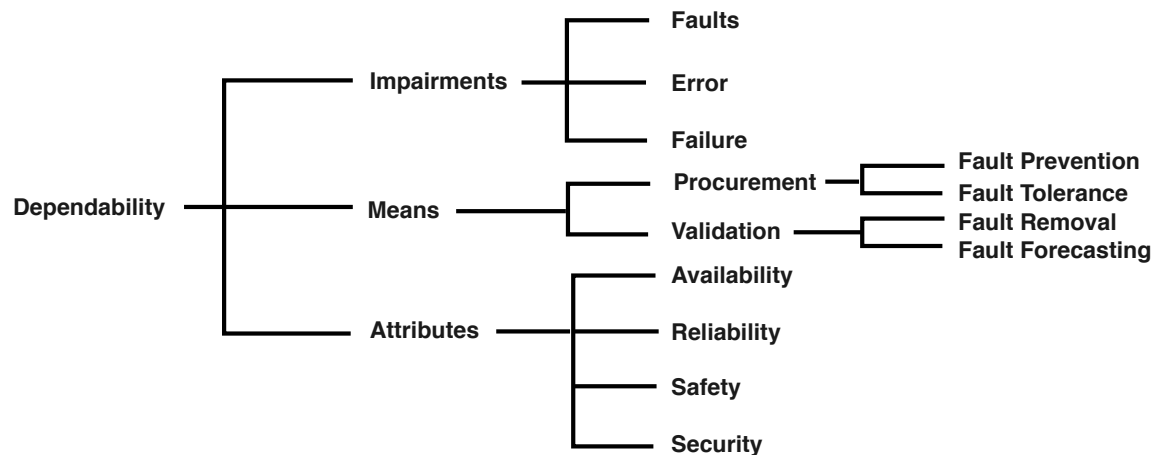 Dependability
Impairments
Faults
Error
Failure
Means
Procurement
Fault Prevention
Fault Tolerance
Validation
Fault Removal
Fault Forecasting
Attributes
Availability
Reliability
Safety
Security